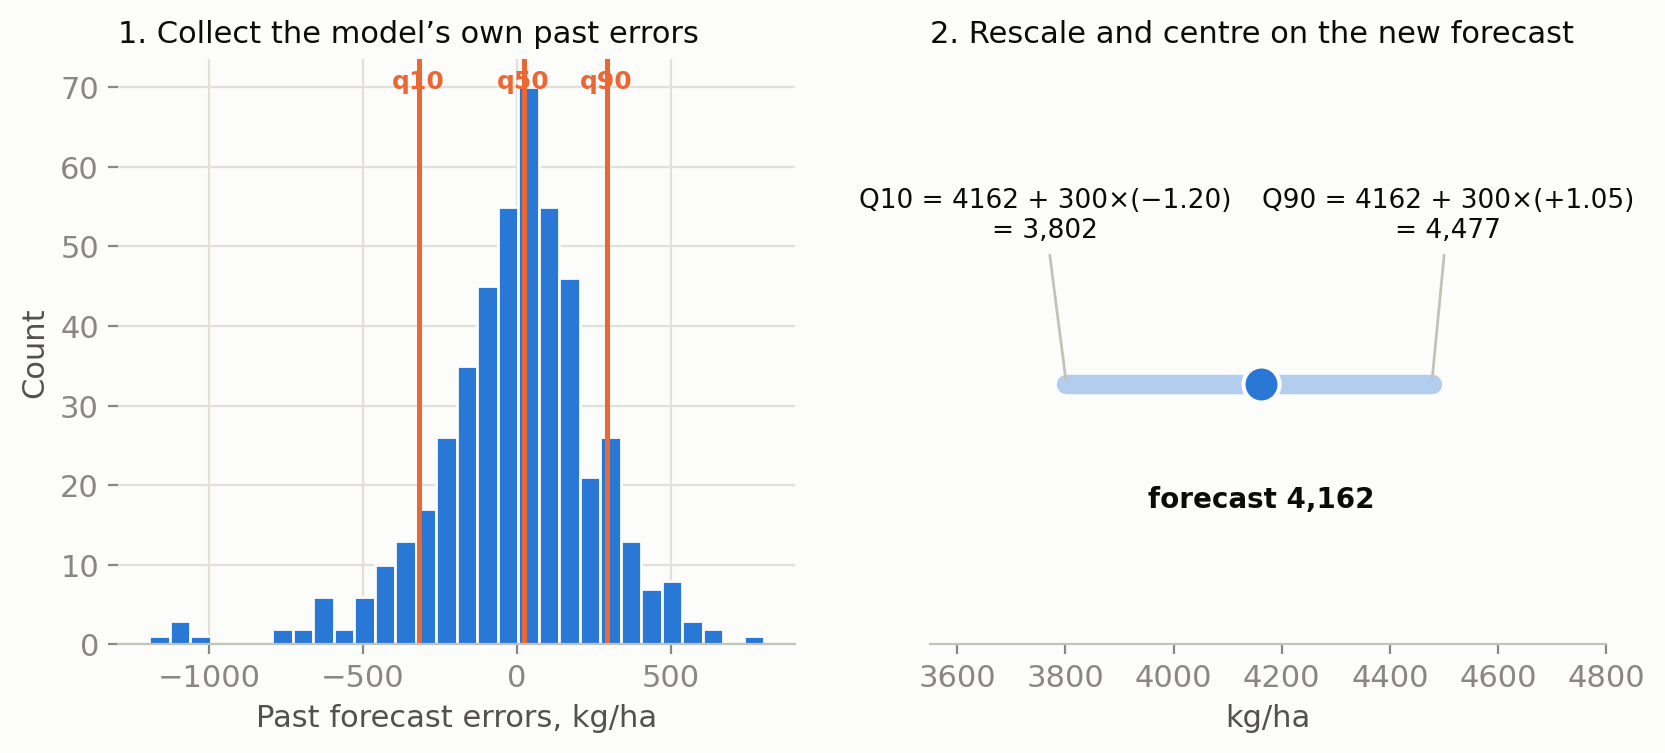 1. Collect the model’s own past errors
q10 q50 q90
70
60
50
40
30
20
10
0
Count
−1000 −500 0 500
Past forecast errors, kg/ha
2. Rescale and centre on the new forecast
Q10 = 4162 + 300×(−1.20)
= 3,802
Q90 = 4162 + 300×(+1.05)
= 4,477
forecast 4,162
3600 3800 4000 4200 4400 4600 4800
kg/ha